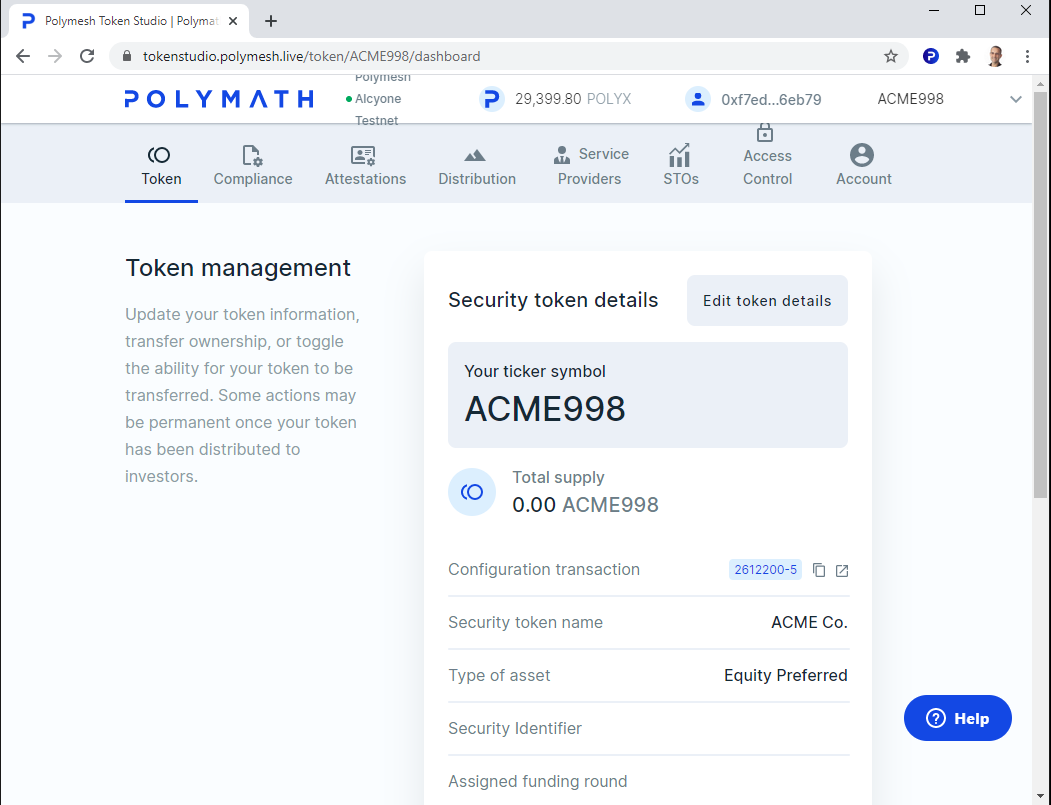 Polymesh Token Studio | Polymat
tokenstudio.polymesh.live/token/ACME998/dashboard
POLYMATH
Polymesh
Alcyone
Testnet
29,399.80 POLYX
0xf7ed...6eb79
ACME998
Token
Compliance
Attestations
Distribution
Service
Providers
STOs
Access
Control
Account
Token management
Update your token information,
transfer ownership, or toggle
the ability for your token to be
transferred. Some actions may
be permanent once your token
has been distributed to
investors.
Security token details
Edit token details
Your ticker symbol
ACME998
Total supply
0.00 ACME998
Configuration transaction
2612200-5
Security token name
ACME Co.
Type of asset
Equity Preferred
Security Identifier
Assigned funding round
Help